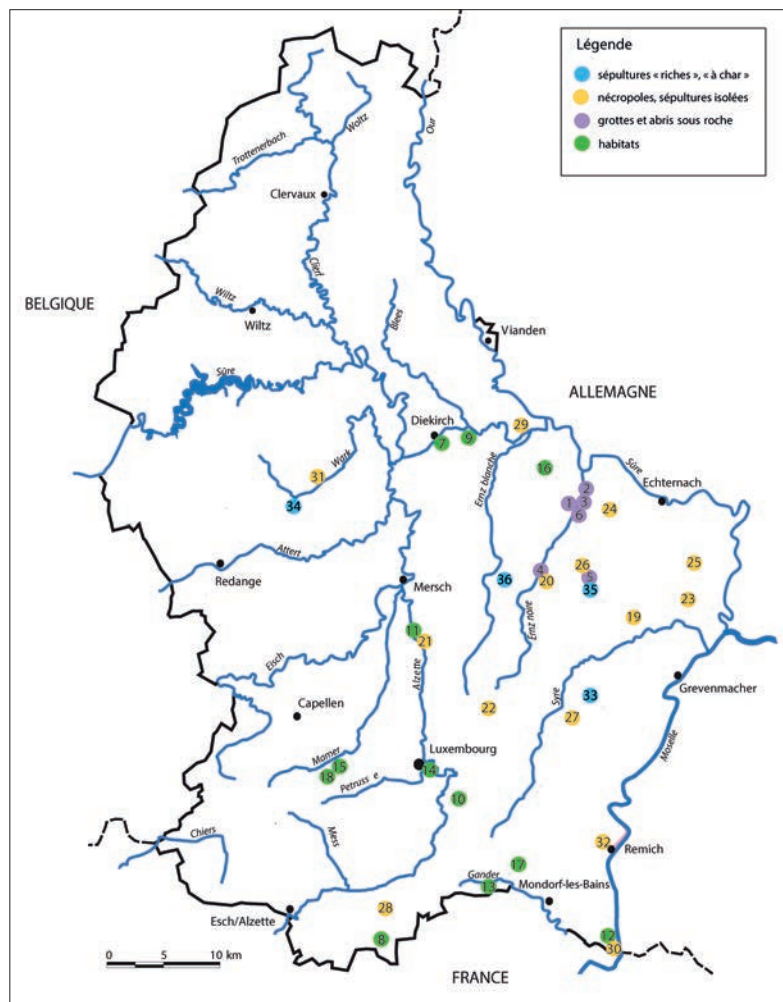 Légende
sépultures « riches », « à char »
nécropoles, sépultures isolées
grottes et abris sous roche
habitats
Woltz
Our
Trottenerbach
Clervaux
Clierf
BELGIQUE
Wiltz
Wiltz
Blees
Vianden
Sûre
ALLEMAGNE
Diekirch
29
7
9
Wark
31
34
Ernz blanche
16
Sûre
Echternach
2
1
3
6
24
Attert
Redange
Mersch
36
4
20
26
5
35
25
23
19
Ernz noire
11
21
Alzette
Eisch
Capellen
22
Syre
33
27
Grevenmacher
Moselle
Mamer
15
18
Luxembourg
14
Petruss e
10
Mess
Chiers
32
Remich
17
Gander
13
Mondorf-les-Bains
28
Esch/Alzette
8
12
30
0 5 10 km
FRANCE